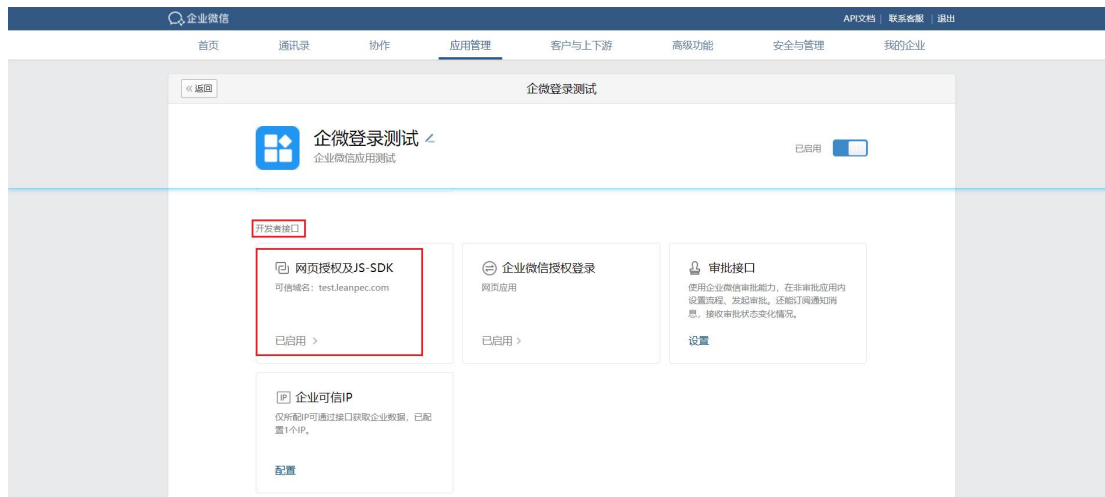 企业微信
API文档 | 联系客服 | 退出
首页 通讯录 协作 应用管理 客户与上下游 高级功能 安全与管理 我的企业
« 返回
企微登录测试
企微登录测试
企业微信应用测试
已启用
开发者接口
网页授权及JS-SDK
可信域名：test.leanpec.com
已启用 >
企业微信授权登录
网页应用
已启用 >
审批接口
使用企业微信审批能力，在非审批应用内
设置流程、发起审批。还能订阅通知消
息，接收审批状态变化情况。
设置
IP 企业可信IP
仅所配IP可通过接口获取企业数据，已配
置1个IP。
配置